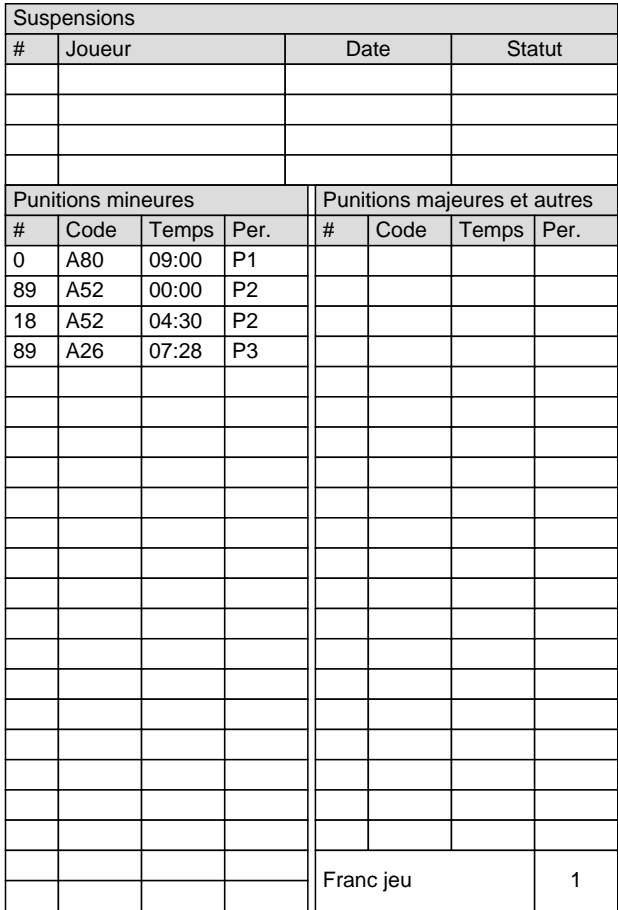 Suspensions
# Joueur Date Statut
Punitions mineures Punitions majeures et autres
# Code Temps Per. # Code Temps Per.
0 A80 09:00 P1
89 A52 00:00 P2
18 A52 04:30 P2
89 A26 07:28 P3
Franc jeu 1